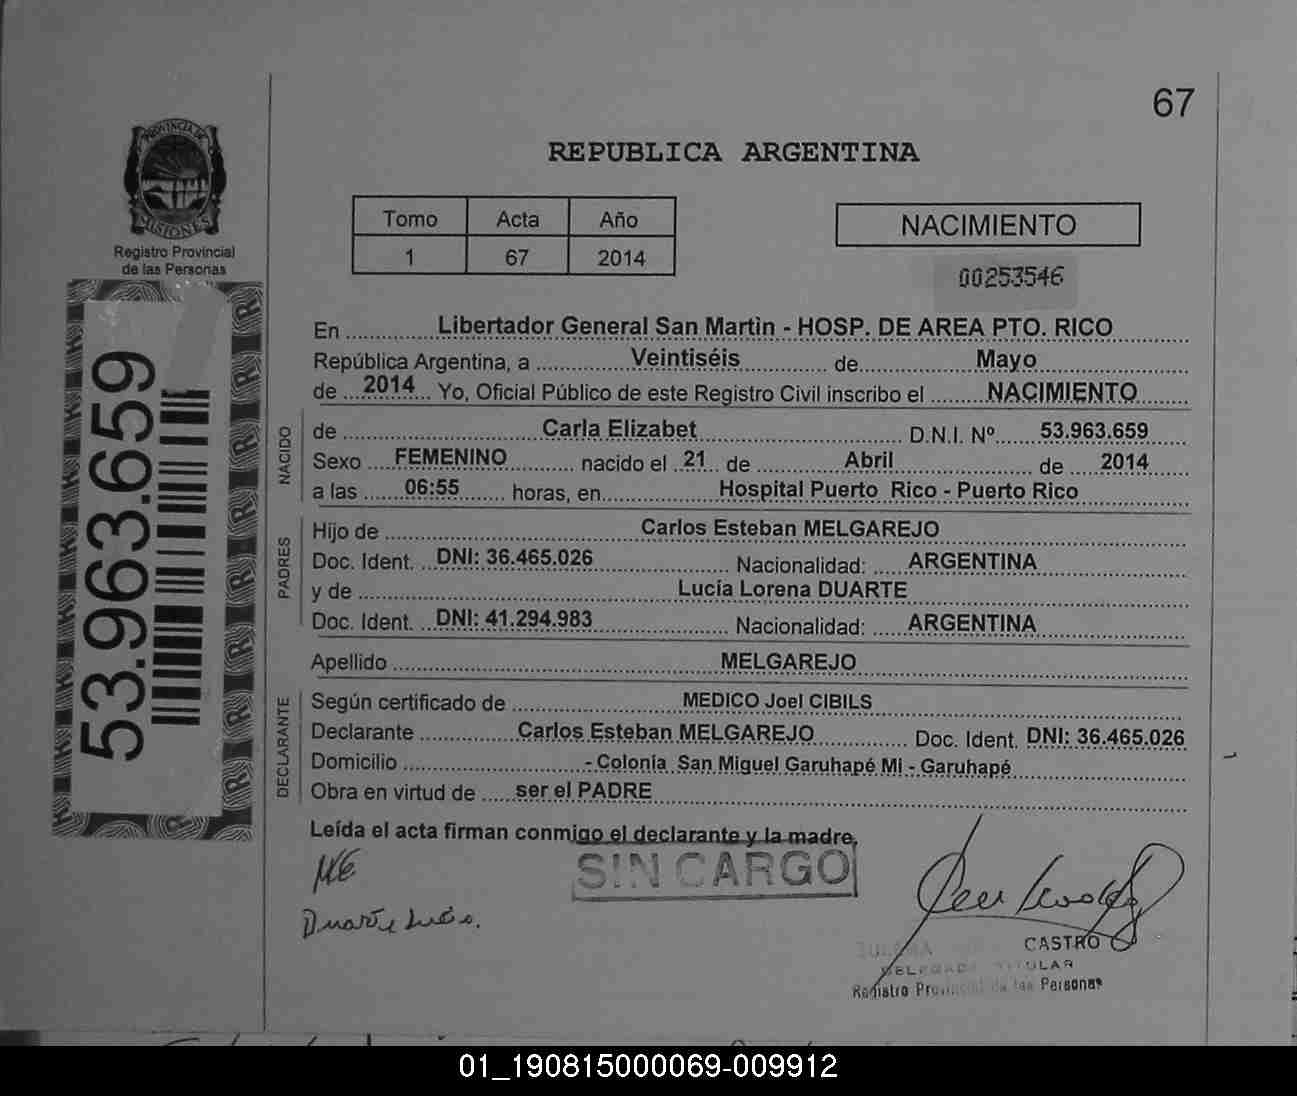 67
PROVINCIA DE
MISIONES
Registro Provincial
de las Personas
REPUBLICA ARGENTINA
Tomo Acta Año
1 67 2014
NACIMIENTO
00253546
53.963.659
En Libertador General San Martin - HOSP. DE AREA PTO. RICO
República Argentina, a Veintiséis de Mayo
de 2014 Yo, Oficial Público de este Registro Civil inscribo el NACIMIENTO
NACIDO
de Carla Elizabet D.N.I. Nº 53.963.659
Sexo FEMENINO nacido el 21 de Abril de 2014
a las 06:55 horas, en Hospital Puerto Rico - Puerto Rico
PADRES
Hijo de Carlos Esteban MELGAREJO
Doc. Ident. DNI: 36.465.026 Nacionalidad: ARGENTINA
y de Lucía Lorena DUARTE
Doc. Ident. DNI: 41.294.983 Nacionalidad: ARGENTINA
Apellido MELGAREJO
DECLARANTE
Según certificado de MEDICO Joel CIBILS
Declarante Carlos Esteban MELGAREJO Doc. Ident. DNI: 36.465.026
Domicilio - Colonia San Miguel Garuhapé Mi - Garuhapé
Obra en virtud de ser el PADRE
Leída el acta firman conmigo el declarante y la madre.
SIN CARGO
Duarte
CASTRO
TITULAR
Registro Provincial de las Personas
01_190815000069-009912